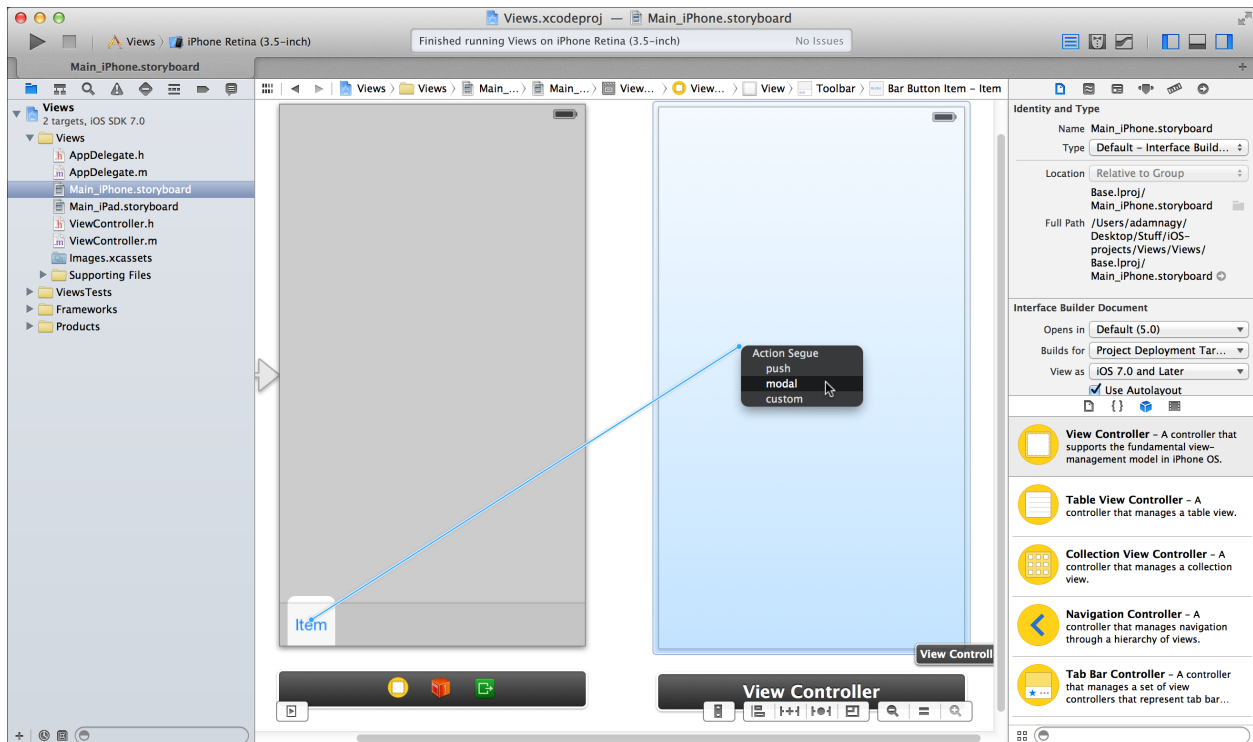 Views.xcodeproj — Main_iPhone.storyboard
Views
iPhone Retina (3.5-inch)
Finished running Views on iPhone Retina (3.5-inch)
No Issues
Main_iPhone.storyboard
Views
Views
Main_...
Main_...
View...
View...
View
Toolbar
Bar Button Item – Item
Views
2 targets, iOS SDK 7.0
Views
AppDelegate.h
AppDelegate.m
Main_iPhone.storyboard
Main_iPad.storyboard
ViewController.h
ViewController.m
Images.xcassets
Supporting Files
ViewsTests
Frameworks
Products
Action Segue
push
modal
custom
Item
View Controll
View Controller
Identity and Type
Name Main_iPhone.storyboard
Type Default – Interface Build...
Location Relative to Group
Base.lproj/
Main_iPhone.storyboard
Full Path /Users/adamnagy/
Desktop/Stuff/iOS-
projects/Views/Views/
Base.lproj/
Main_iPhone.storyboard
Interface Builder Document
Opens in Default (5.0)
Builds for Project Deployment Tar...
View as iOS 7.0 and Later
Use Autolayout
View Controller – A controller that
supports the fundamental view-
management model in iPhone OS.
Table View Controller – A
controller that manages a table view.
Collection View Controller – A
controller that manages a collection
view.
Navigation Controller – A
controller that manages navigation
through a hierarchy of views.
Tab Bar Controller – A controller
that manages a set of view
controllers that represent tab bar...